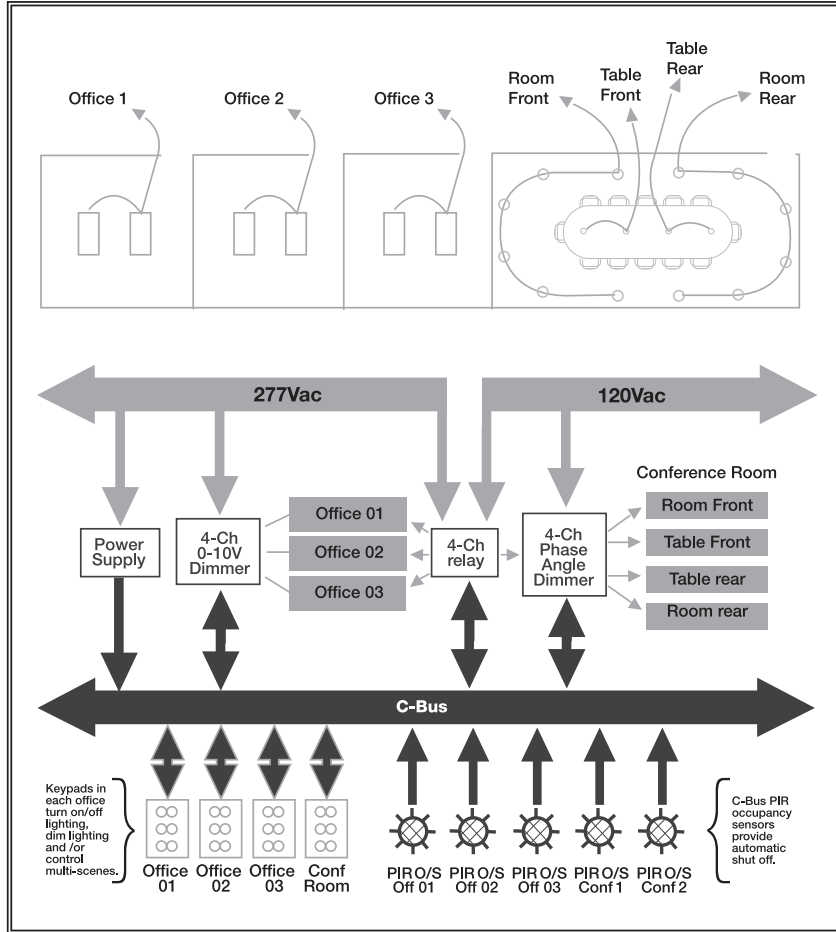 Office 1
Office 2
Office 3
Room
Front
Table
Front
Table
Rear
Room
Rear
277Vac
120Vac
Conference Room
Power
Supply
4-Ch
0-10V
Dimmer
Office 01
Office 02
Office 03
4-Ch
relay
4-Ch
Phase
Angle
Dimmer
Room Front
Table Front
Table rear
Room rear
C-Bus
Keypads in
each office
turn on/off
lighting,
dim lighting
and /or
control
multi-scenes.
Office
01
Office
02
Office
03
Conf
Room
PIR O/S
Off 01
PIR O/S
Off 02
PIR O/S
Off 03
PIR O/S
Conf 1
PIR O/S
Conf 2
C-Bus PIR
occupancy
sensors
provide
automatic
shut off.